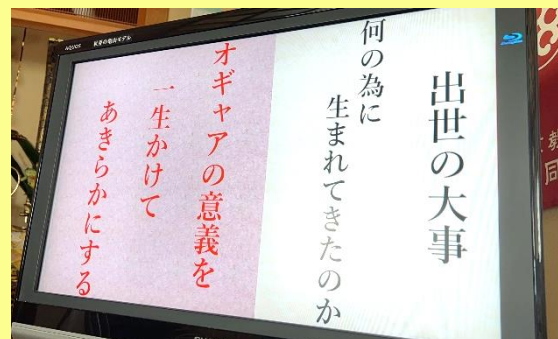 出世の大事
何の為に
生まれてきたのか
オギャアの意義を
一生かけて
あきらかにする
AQUOS